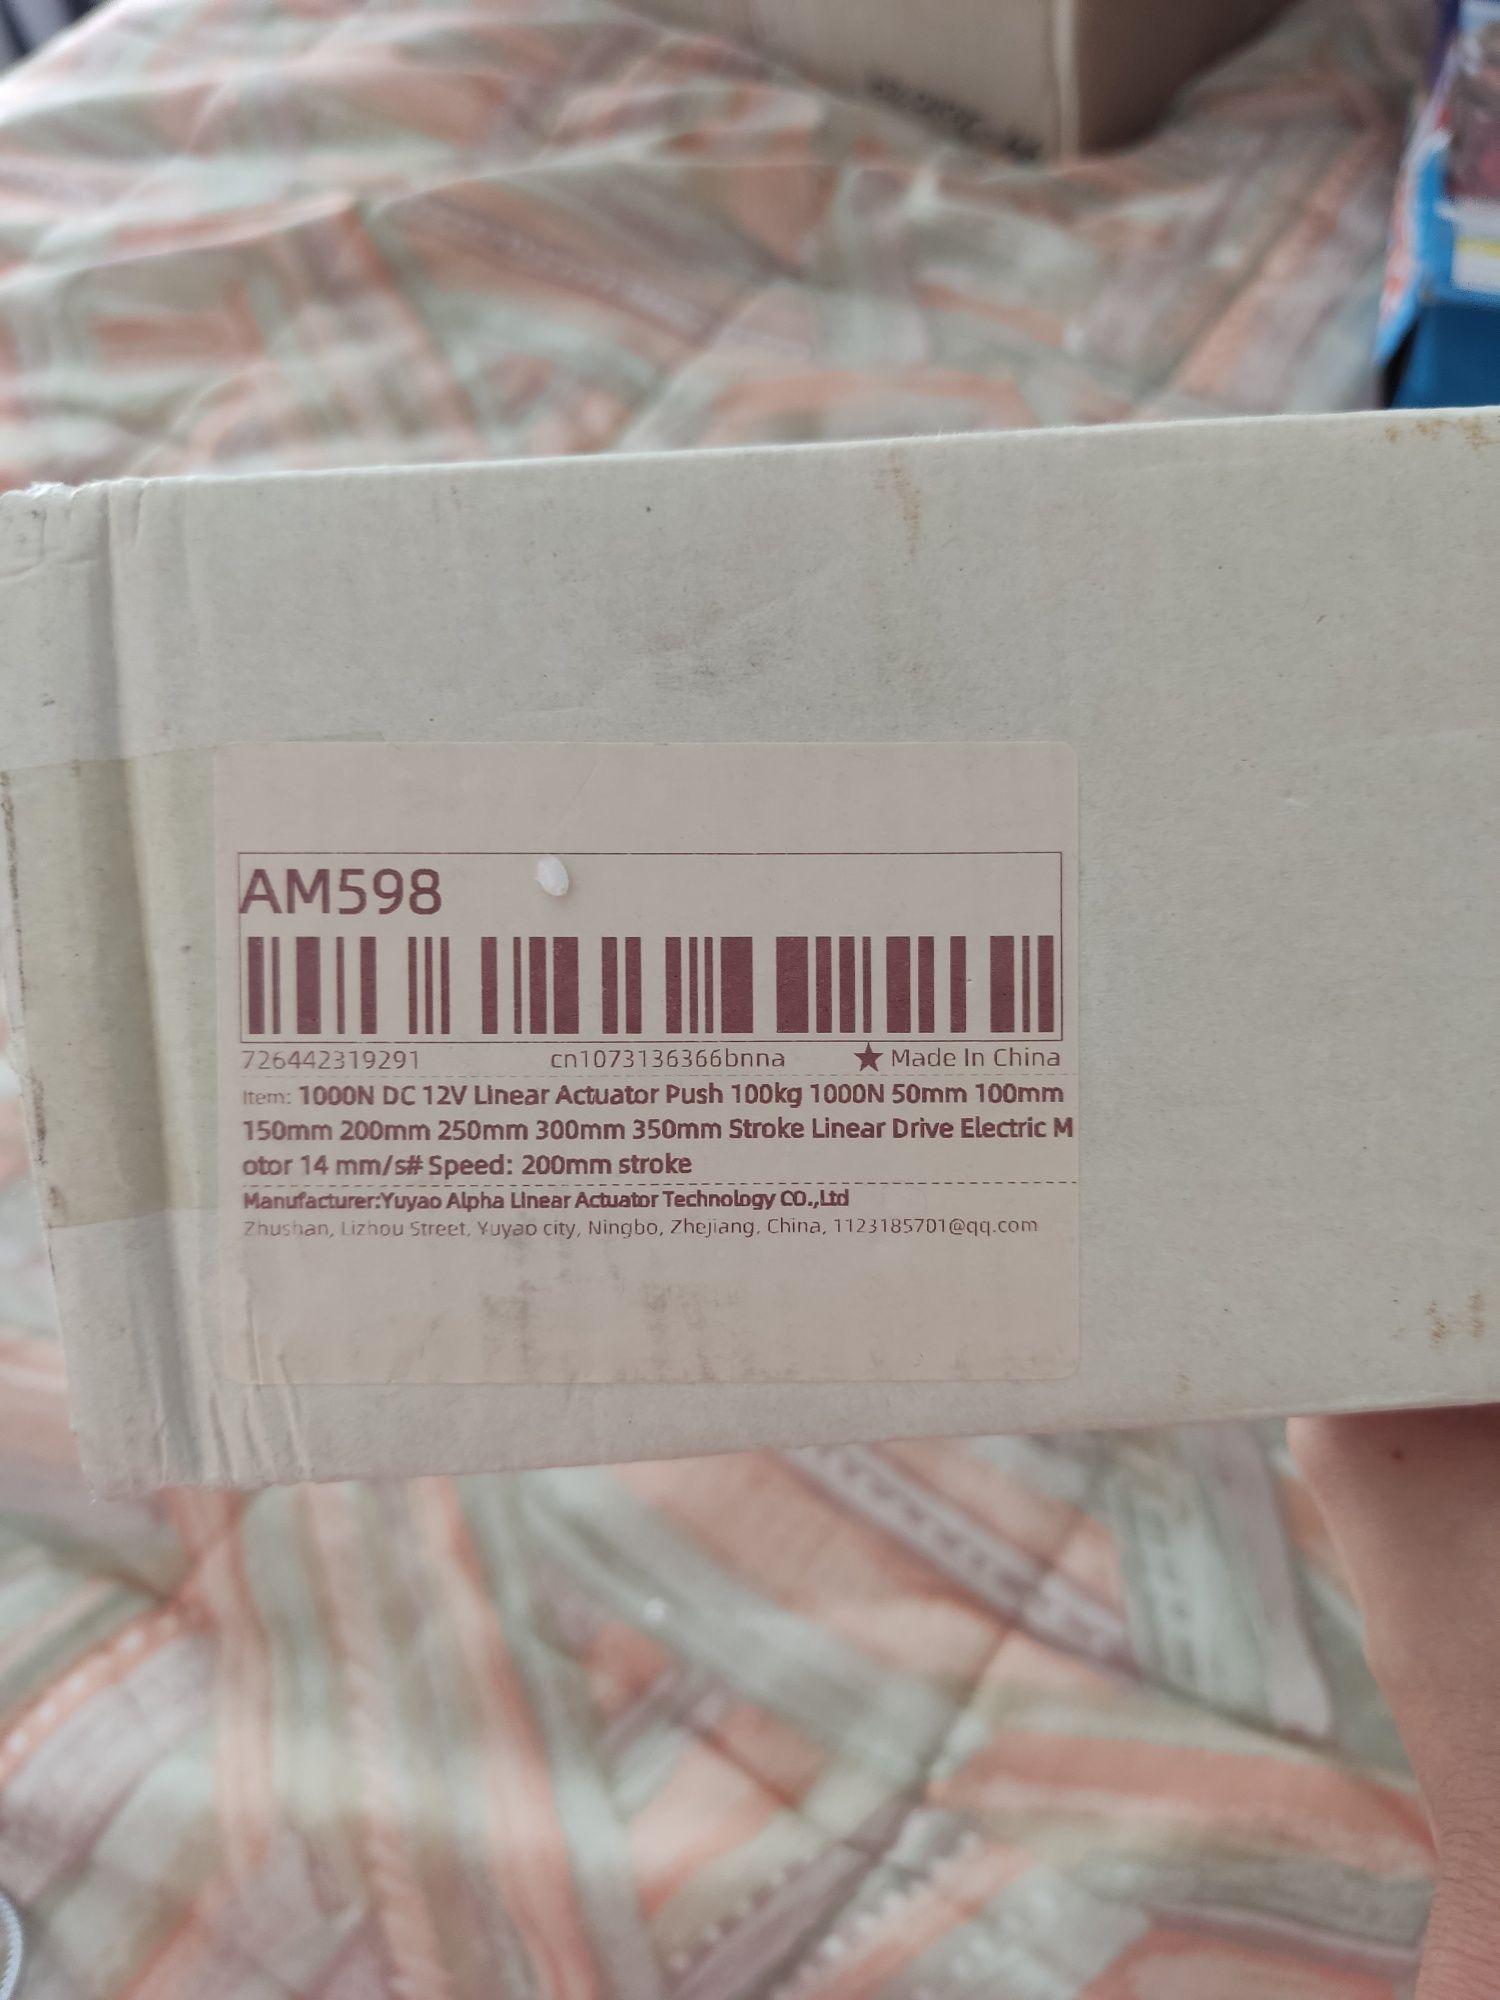 AM598
726442319291 cn1073136366bnna ★ Made In China
Item: 1000N DC 12V Linear Actuator Push 100kg 1000N 50mm 100mm
150mm 200mm 250mm 300mm 350mm Stroke Linear Drive Electric M
otor 14 mm/s# Speed: 200mm stroke
Manufacturer:Yuyao Alpha Linear Actuator Technology CO.,Ltd
Zhushan, Lizhou Street, Yuyao city, Ningbo, Zhejiang, China, 1123185701@qq.com